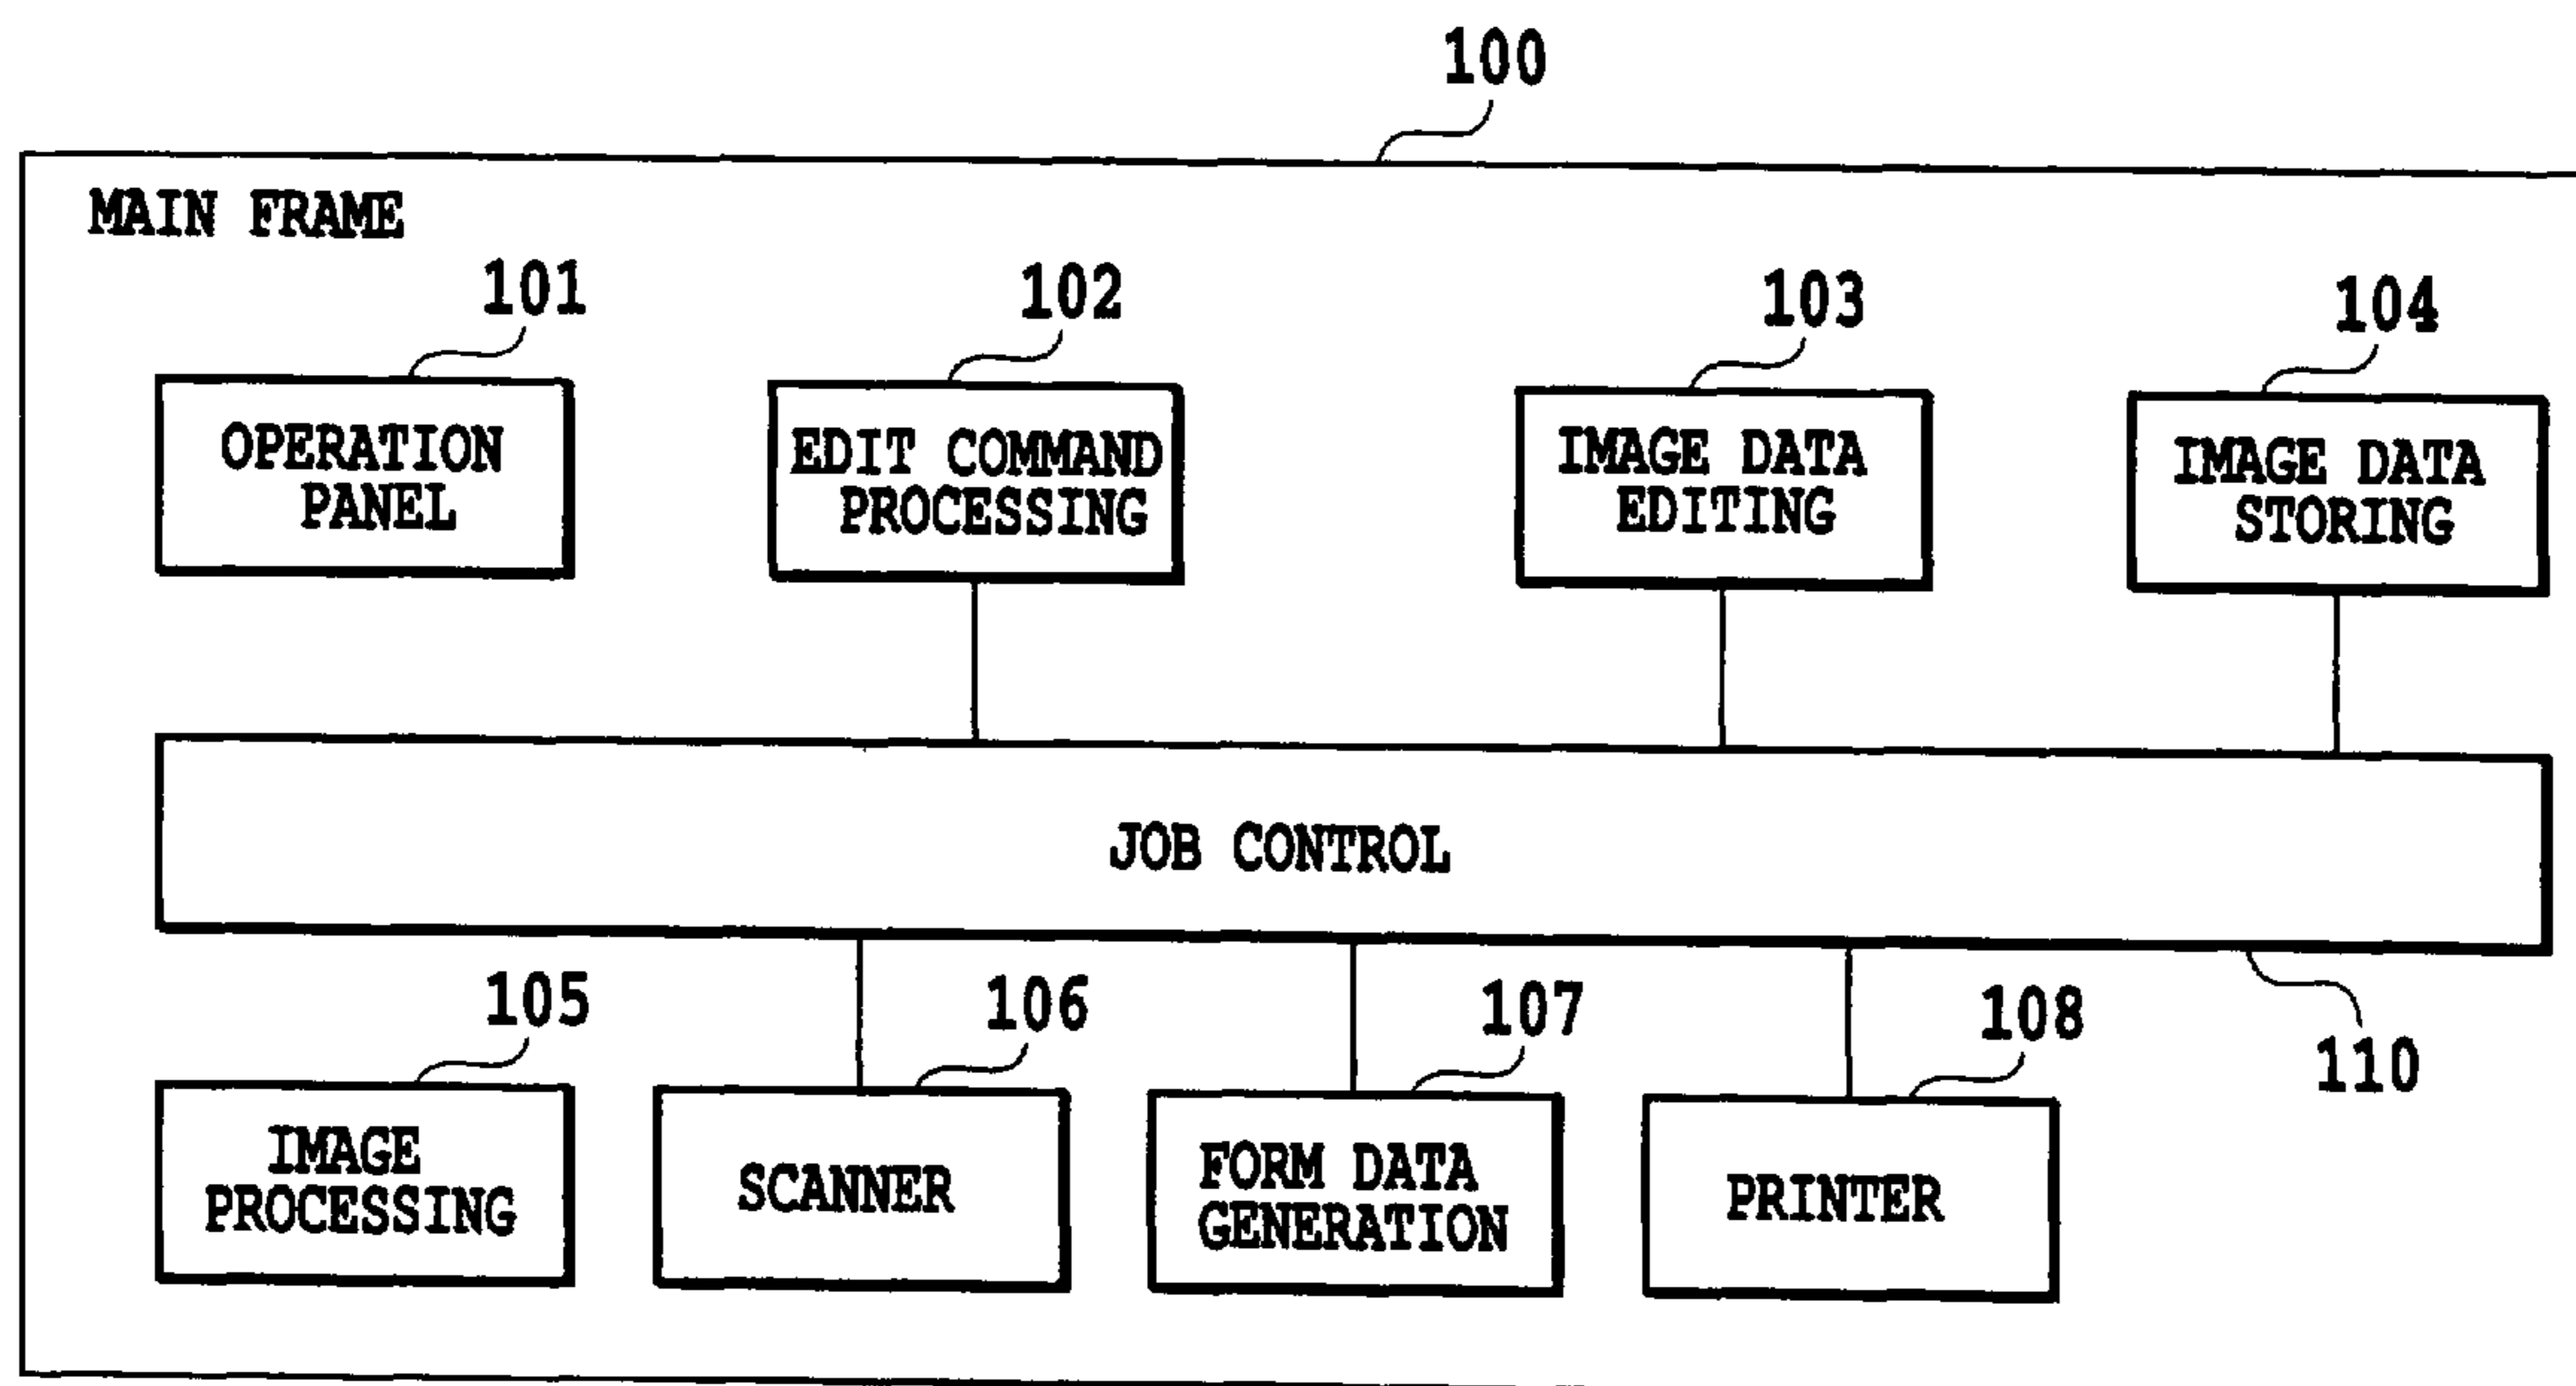 100
MAIN FRAME
101
102
103
104
OPERATION
PANEL
EDIT COMMAND
PROCESSING
IMAGE DATA
EDITING
IMAGE DATA
STORING
JOB CONTROL
105
106
107
108
110
IMAGE
PROCESSING
SCANNER
FORM DATA
GENERATION
PRINTER